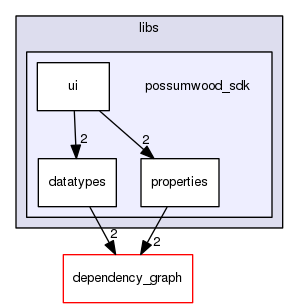 libs
ui
possumwood_sdk
2
2
datatypes
properties
2
2
dependency_graph